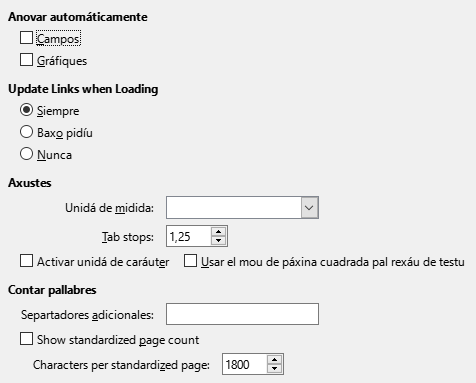 Anovar automáticamente
Campos
Gráfiques
Update Links when Loading
Siempre
Baxo pidíu
Nunca
Axustes
Unidá de midida:
Tab stops: 1,25
Activar unidá de caráuter Usar el mou de páxina cuadrada pal rexáu de testu
Contar pallabres
Separtadores adicionales:
Show standardized page count
Characters per standardized page: 1800